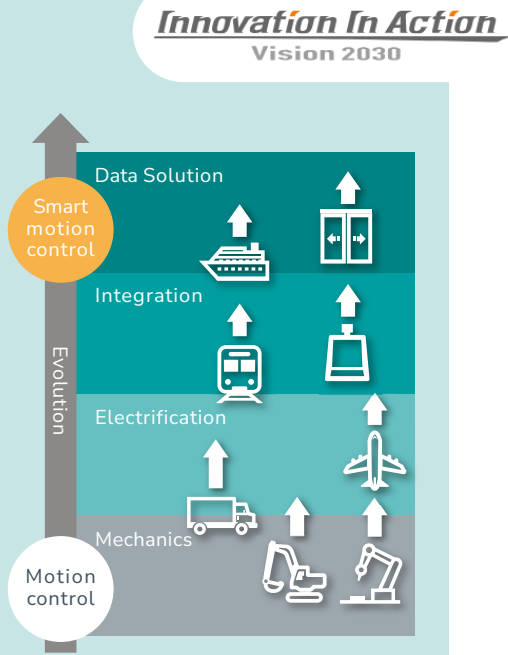 Innovation In Action
Vision 2030
Data Solution
Smart
motion
control
Integration
Evolution
Electrification
Mechanics
Motion
control